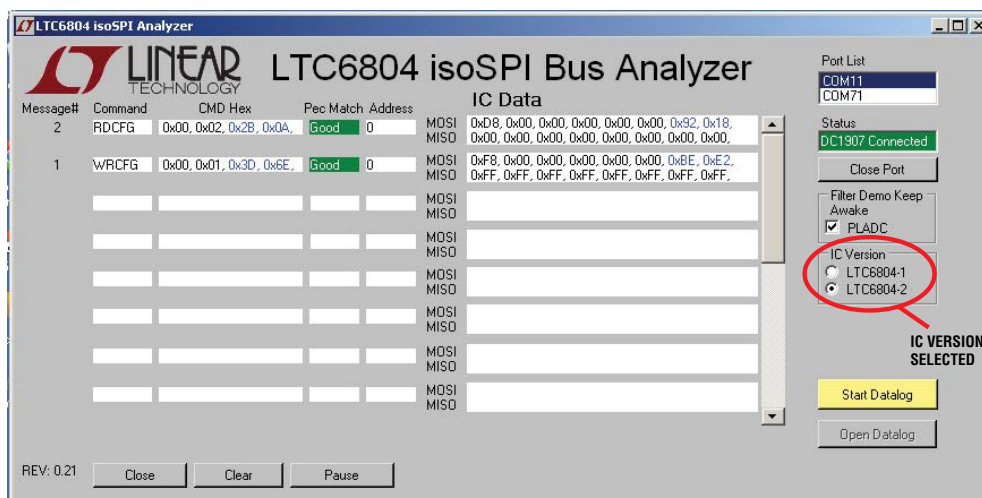 LTC6804 isoSPI Analyzer
LINEAR
TECHNOLOGY
LTC6804 isoSPI Bus Analyzer
Message# Command CMD Hex Pec Match Address IC Data
2 RDCFG 0x00, 0x02, 0x2B, 0x0A, Good 0 MOSI 0xD8, 0x00, 0x00, 0x00, 0x00, 0x00, 0x92, 0x18,
MISO 0x00, 0x00, 0x00, 0x00, 0x00, 0x00, 0x00, 0x00,
1 WRCFG 0x00, 0x01, 0x3D, 0x6E, Good 0 MOSI 0xF8, 0x00, 0x00, 0x00, 0x00, 0x00, 0xBE, 0xE2,
MISO 0xFF, 0xFF, 0xFF, 0xFF, 0xFF, 0xFF, 0xFF, 0xFF,
MOSI
MISO
MOSI
MISO
MOSI
MISO
MOSI
MISO
MOSI
MISO
MOSI
MISO
Port List
COM11
COM71
Status
DC1907 Connected
Close Port
Filter Demo Keep
Awake
PLADC
IC Version
LTC6804-1
LTC6804-2
IC VERSION
SELECTED
Start Datalog
Open Datalog
REV: 0.21 Close Clear Pause